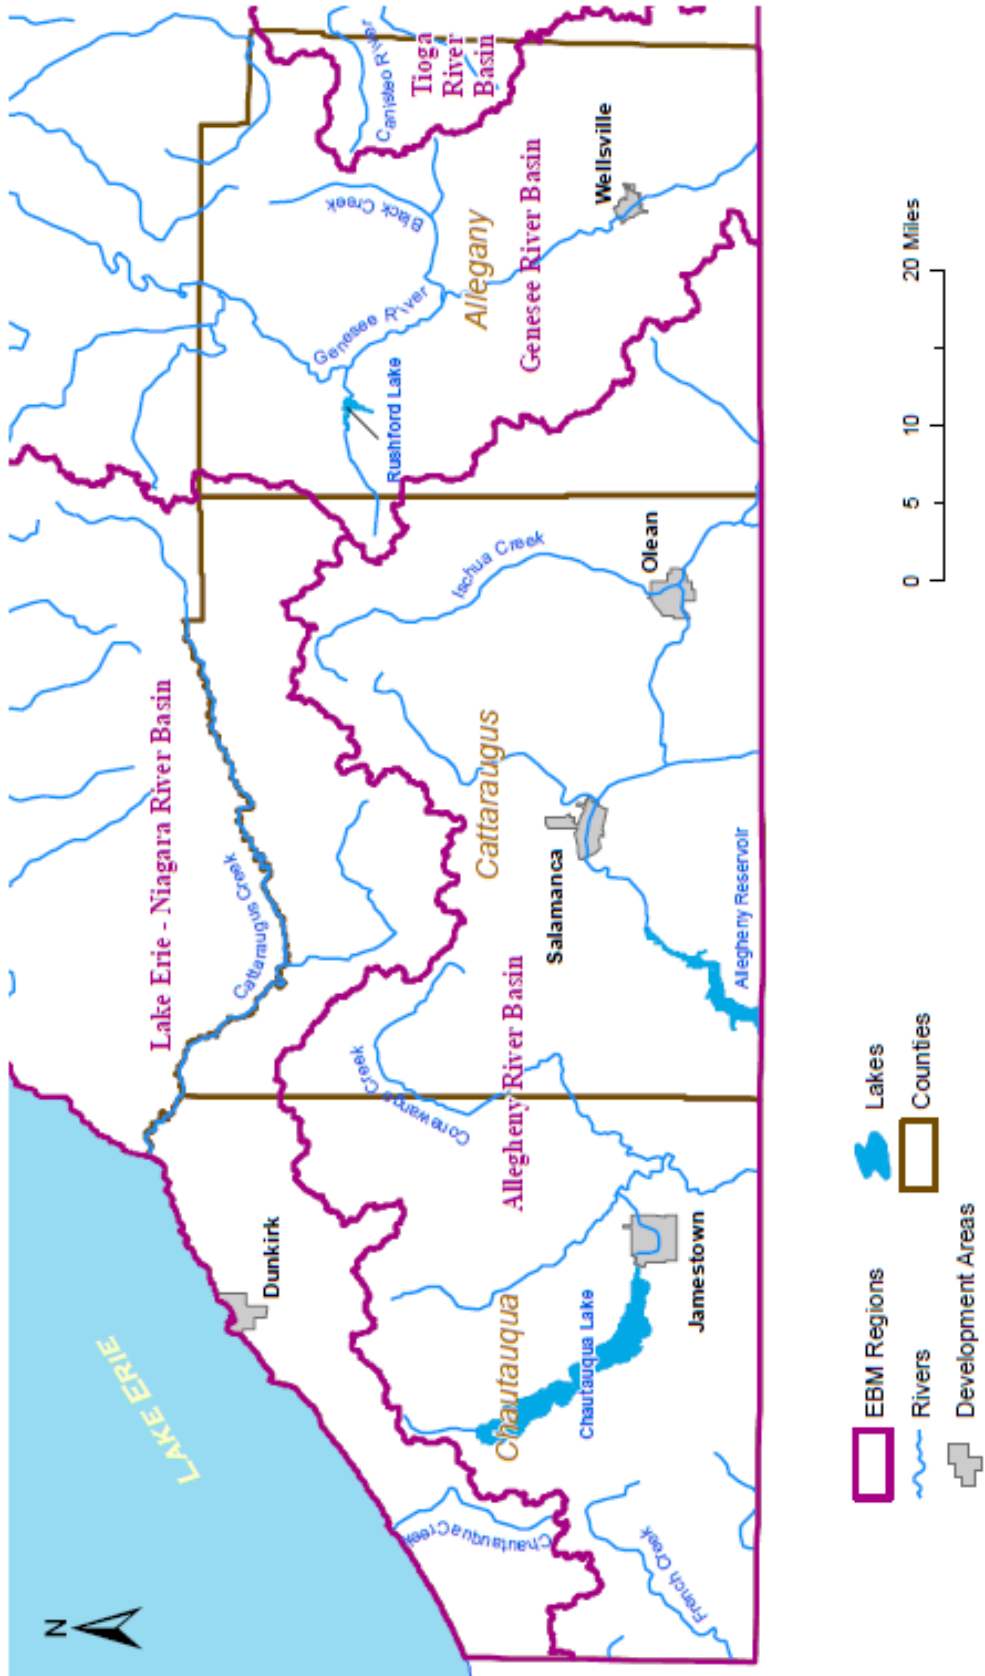 N
LAKE ERIE
Lake Erie - Niagara River Basin
Cattaraugus Creek
Dunkirk
Chautauqua Creek
French Creek
Chautauqua
Chautauqua Lake
Jamestown
Conewango Creek
Allegheny River Basin
Cattaraugus
Salamanca
Allegheny Reservoir
Ischua Creek
Olean
Rushford Lake
Genesee River
Black Creek
Allegany
Genesee River Basin
Wellsville
Canisteo River
Tioga
River
Basin
EBM Regions
Lakes
Rivers
Counties
Development Areas
0 5 10 20 Miles